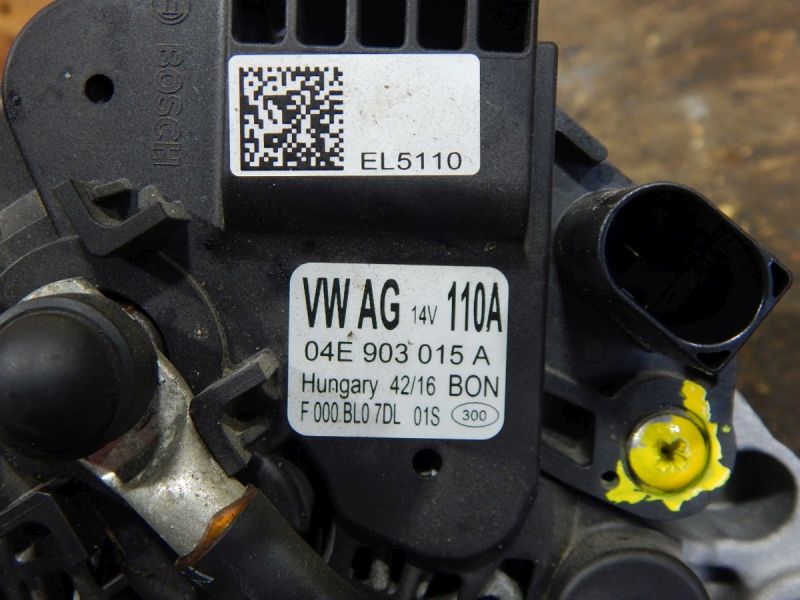 BOSCH
EL5110
VW AG 14V 110A
04E 903 015 A
Hungary 42/16 BON
F 000 BL0 7DL 01S 300